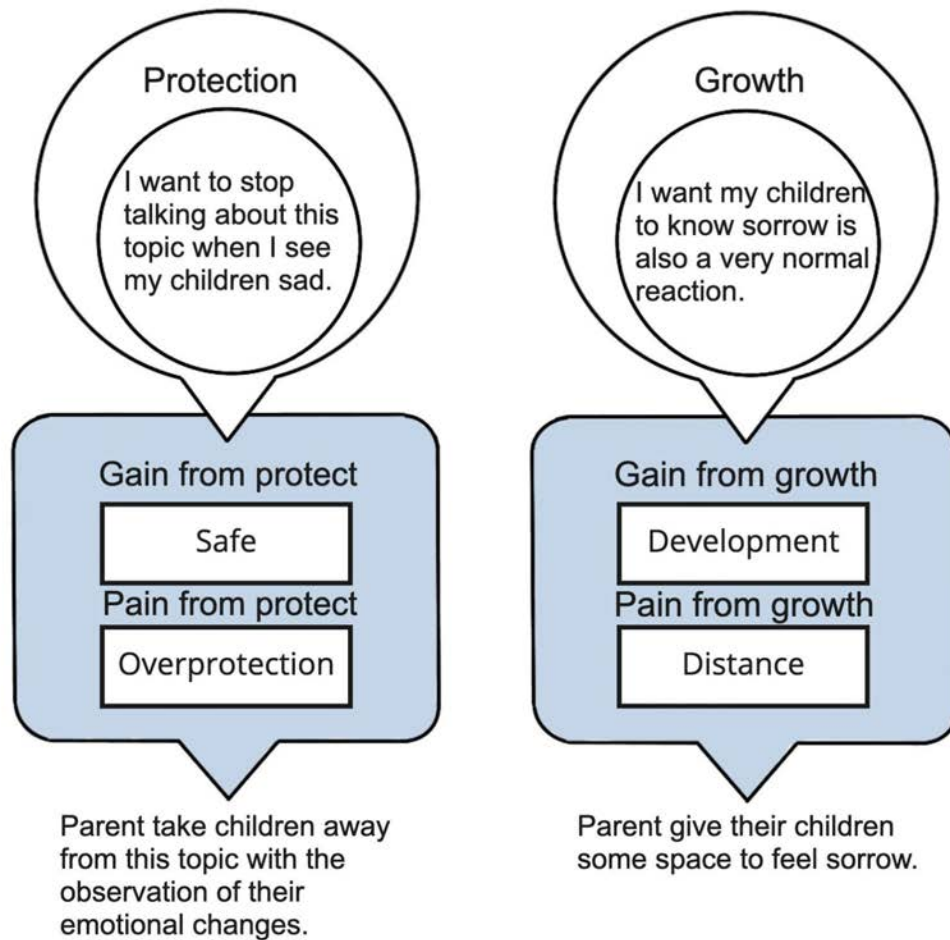 Protection
I want to stop
talking about this
topic when I see
my children sad.
Gain from protect
Safe
Pain from protect
Overprotection
Parent take children away
from this topic with the
observation of their
emotional changes.
Growth
I want my children
to know sorrow is
also a very normal
reaction.
Gain from growth
Development
Pain from growth
Distance
Parent give their children
some space to feel sorrow.